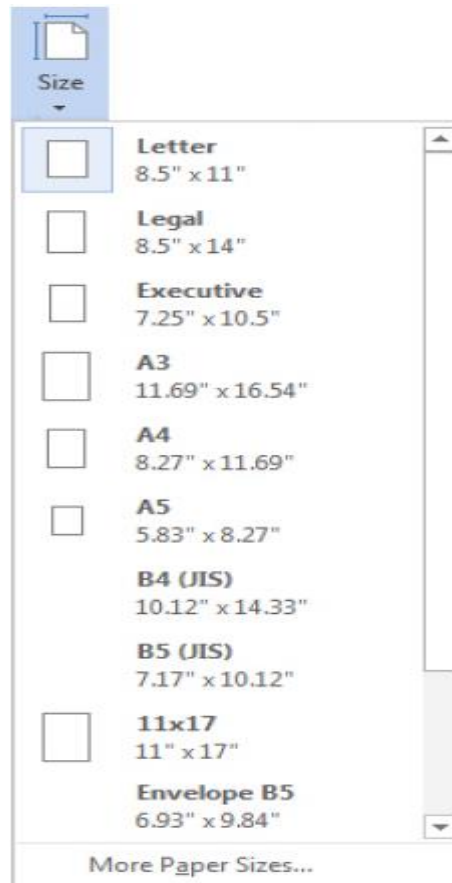 Size
Letter
8.5" x 11"
Legal
8.5" x 14"
Executive
7.25" x 10.5"
A3
11.69" x 16.54"
A4
8.27" x 11.69"
A5
5.83" x 8.27"
B4 (JIS)
10.12" x 14.33"
B5 (JIS)
7.17" x 10.12"
11x17
11" x 17"
Envelope B5
6.93" x 9.84"
More Paper Sizes...